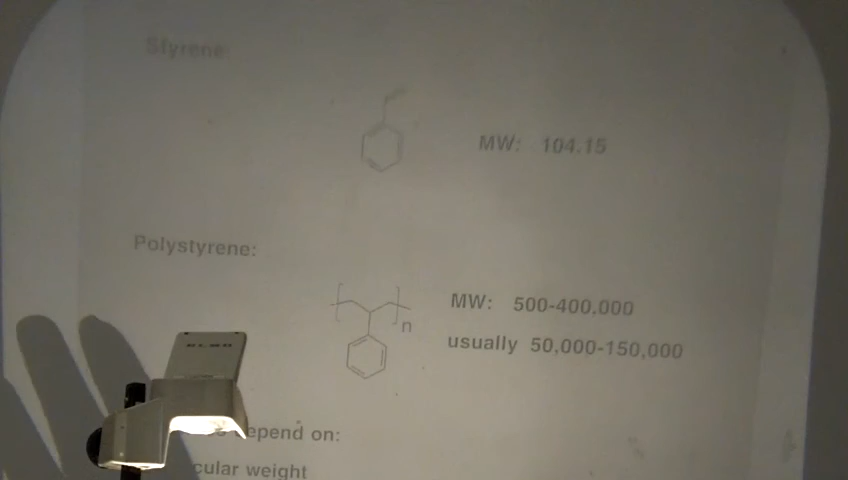 Styrene
MW: 104.15
Polystyrene:
n
MW: 500-400.000
usually 50,000-150,000
epend on:
cular weight